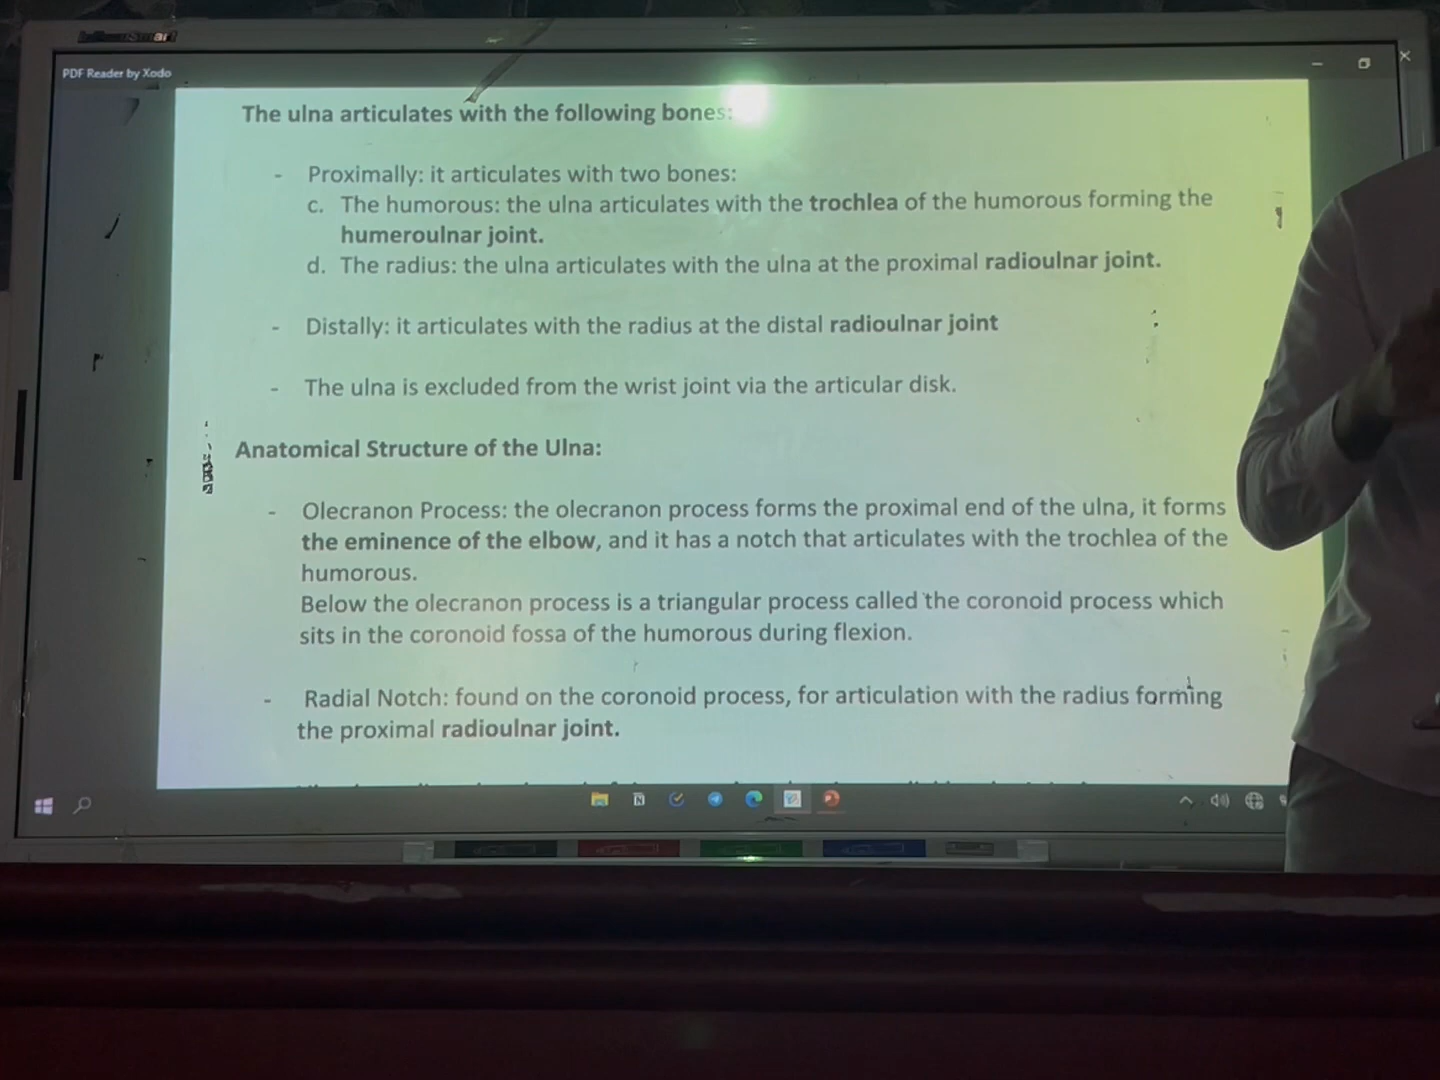 PDF Reader by Xodo
The ulna articulates with the following bones:
- Proximally: it articulates with two bones:
c. The humorous: the ulna articulates with the trochlea of the humorous forming the
humeroulnar joint.
d. The radius: the ulna articulates with the ulna at the proximal radioulnar joint.
- Distally: it articulates with the radius at the distal radioulnar joint
- The ulna is excluded from the wrist joint via the articular disk.
Anatomical Structure of the Ulna:
- Olecranon Process: the olecranon process forms the proximal end of the ulna, it forms
the eminence of the elbow, and it has a notch that articulates with the trochlea of the
humorous.
Below the olecranon process is a triangular process called the coronoid process which
sits in the coronoid fossa of the humorous during flexion.
- Radial Notch: found on the coronoid process, for articulation with the radius forming
the proximal radioulnar joint.